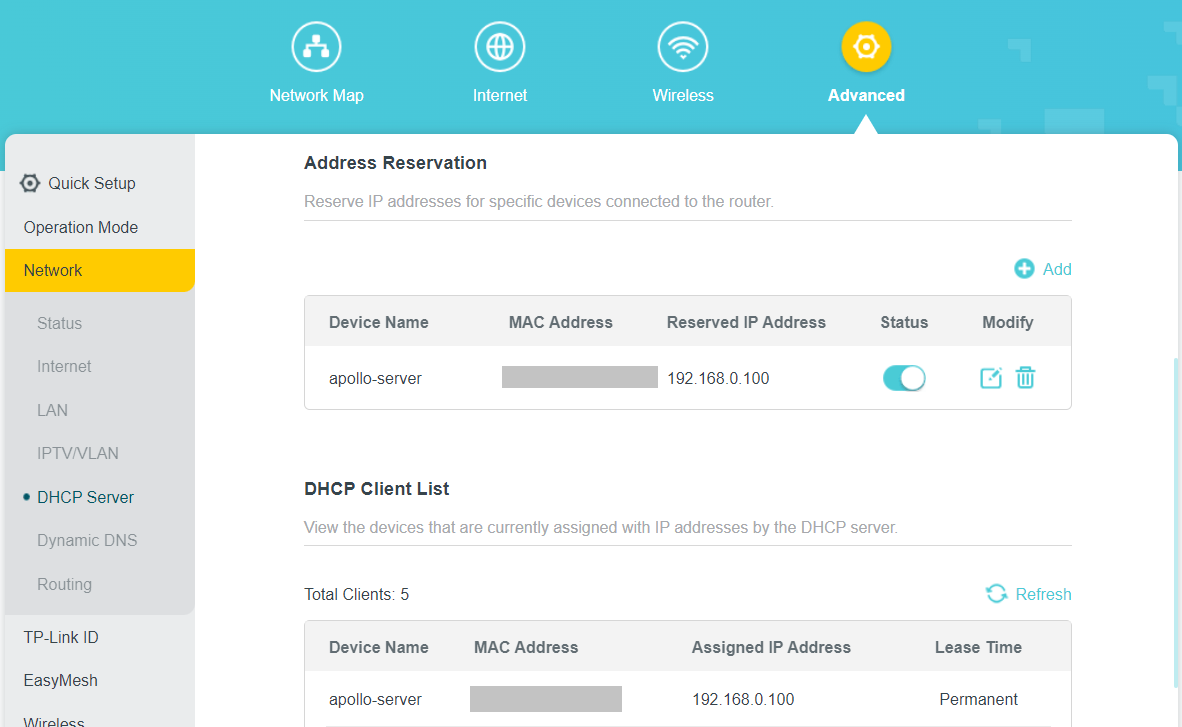 Network Map
Internet
Wireless
Advanced
Quick Setup
Operation Mode
Network
Status
Internet
LAN
IPTV/VLAN
DHCP Server
Dynamic DNS
Routing
TP-Link ID
EasyMesh
Wireless
Address Reservation
Reserve IP addresses for specific devices connected to the router.
Add
Device Name MAC Address Reserved IP Address Status Modify
apollo-server 192.168.0.100
DHCP Client List
View the devices that are currently assigned with IP addresses by the DHCP server.
Total Clients: 5
Refresh
Device Name MAC Address Assigned IP Address Lease Time
apollo-server 192.168.0.100 Permanent